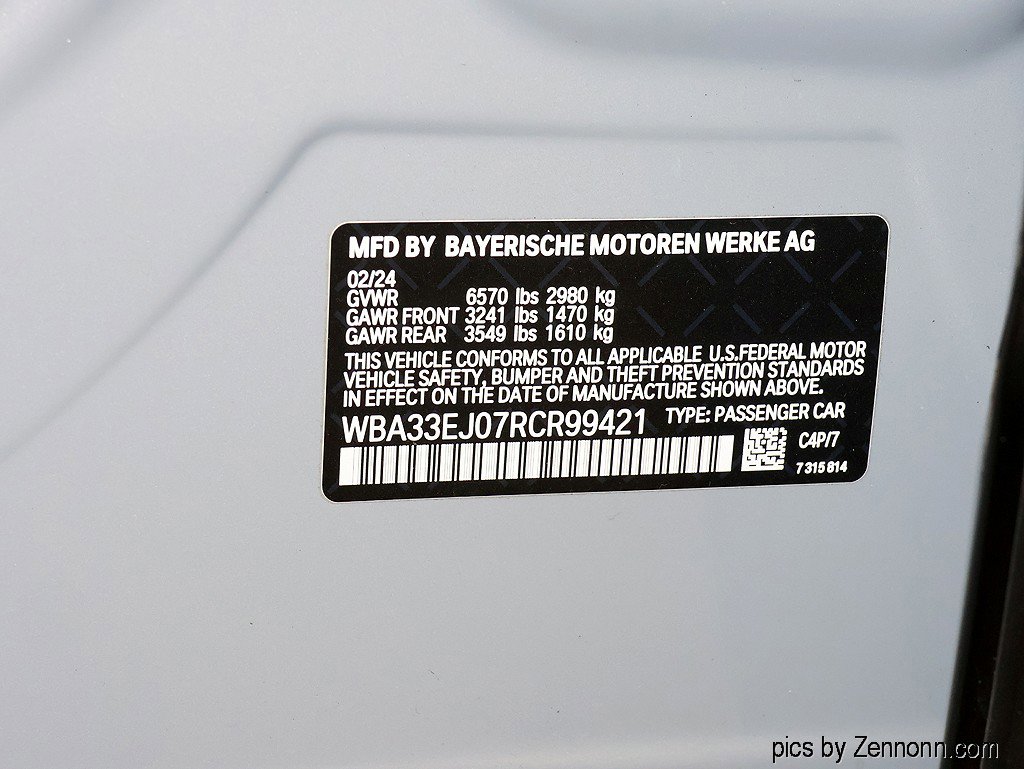 MFD BY BAYERISCHE MOTOREN WERKE AG
02/24
GVWR 6570 lbs 2980 kg
GAWR FRONT 3241 lbs 1470 kg
GAWR REAR 3549 lbs 1610 kg
THIS VEHICLE CONFORMS TO ALL APPLICABLE U.S.FEDERAL MOTOR
VEHICLE SAFETY, BUMPER AND THEFT PREVENTION STANDARDS
IN EFFECT ON THE DATE OF MANUFACTURE SHOWN ABOVE.
WBA33EJ07RCR99421 TYPE: PASSENGER CAR
C4P/7
7 315 814
pics by Zennonn.com